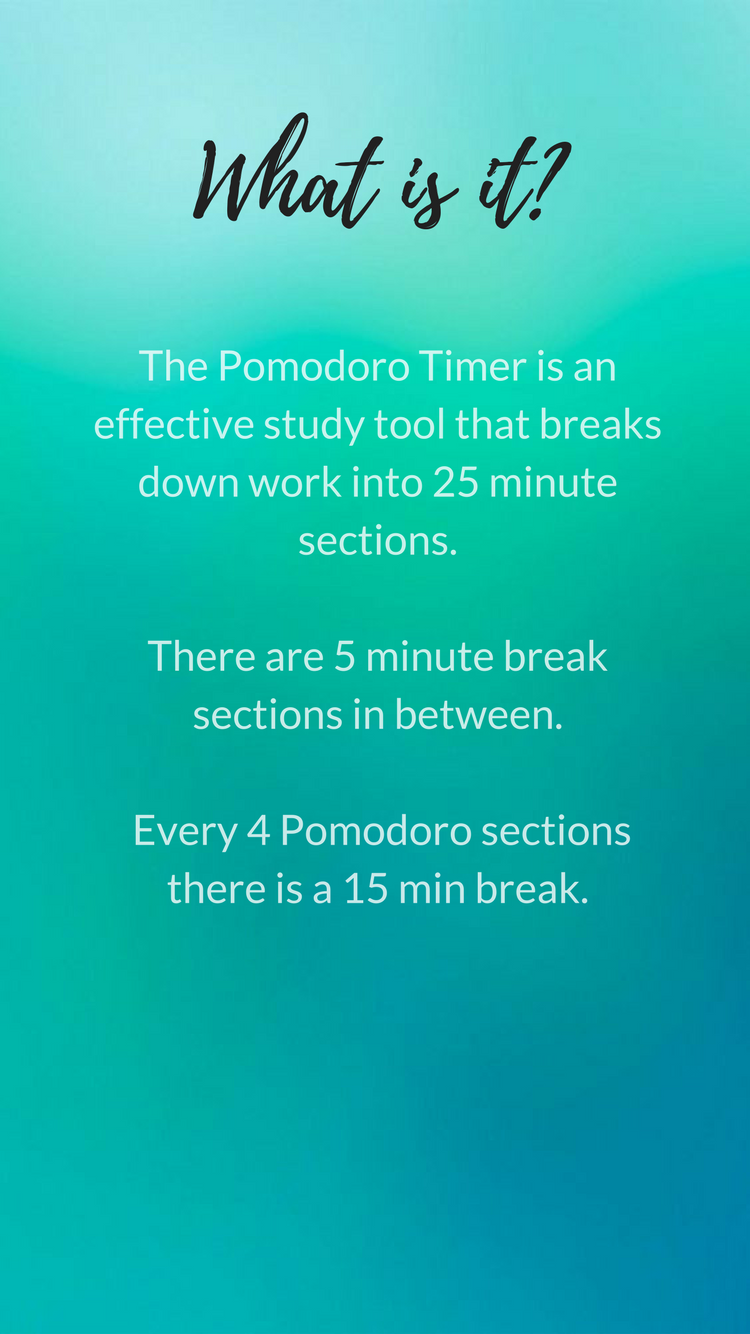 What is it?
The Pomodoro Timer is an
effective study tool that breaks
down work into 25 minute
sections.
There are 5 minute break
sections in between.
Every 4 Pomodoro sections
there is a 15 min break.